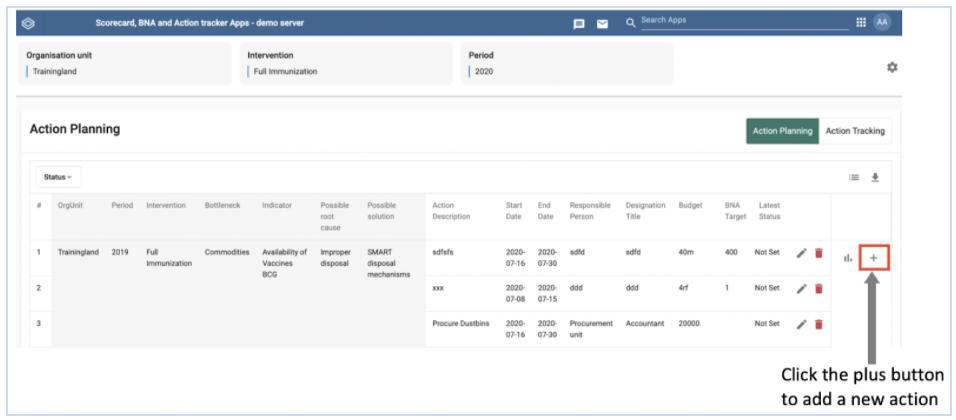 Scorecard, BNA and Action tracker Apps - demo server
Search Apps
AA
Organisation unit
Trainingland
Intervention
Full Immunization
Period
2020
Action Planning
Action Planning
Action Tracking
Status
# OrgUnit Period Intervention Bottleneck Indicator Possible root cause Possible solution Action Description Start Date End Date Responsible Person Designation Title Budget BNA Target Latest Status
1 Trainingland 2019 Full Immunization Commodities Availability of Vaccines BCG Improper disposal SMART disposal mechanisms sdfsfs 2020-07-16 2020-07-30 sdfd sdfd 40m 400 Not Set
2 xxx 2020-07-08 2020-07-15 ddd ddd 4rf 1 Not Set
3 Procure Dustbins 2020-07-16 2020-07-30 Procurement unit Accountant 20000 Not Set
Click the plus button
to add a new action